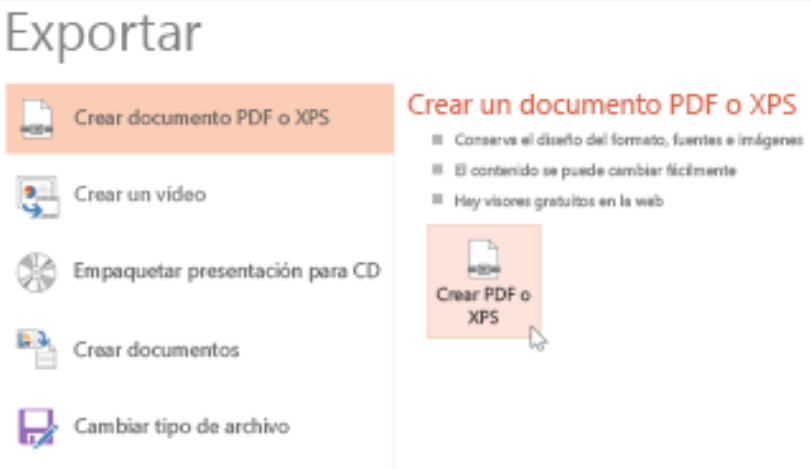 Exportar
Crear documento PDF o XPS
Crear un vídeo
Empaquetar presentación para CD
Crear documentos
Cambiar tipo de archivo
Crear un documento PDF o XPS
Conserva el diseño del formato, fuentes e imágenes
El contenido se puede cambiar fácilmente
Hay visores gratuitos en la web
Crear PDF o
XPS